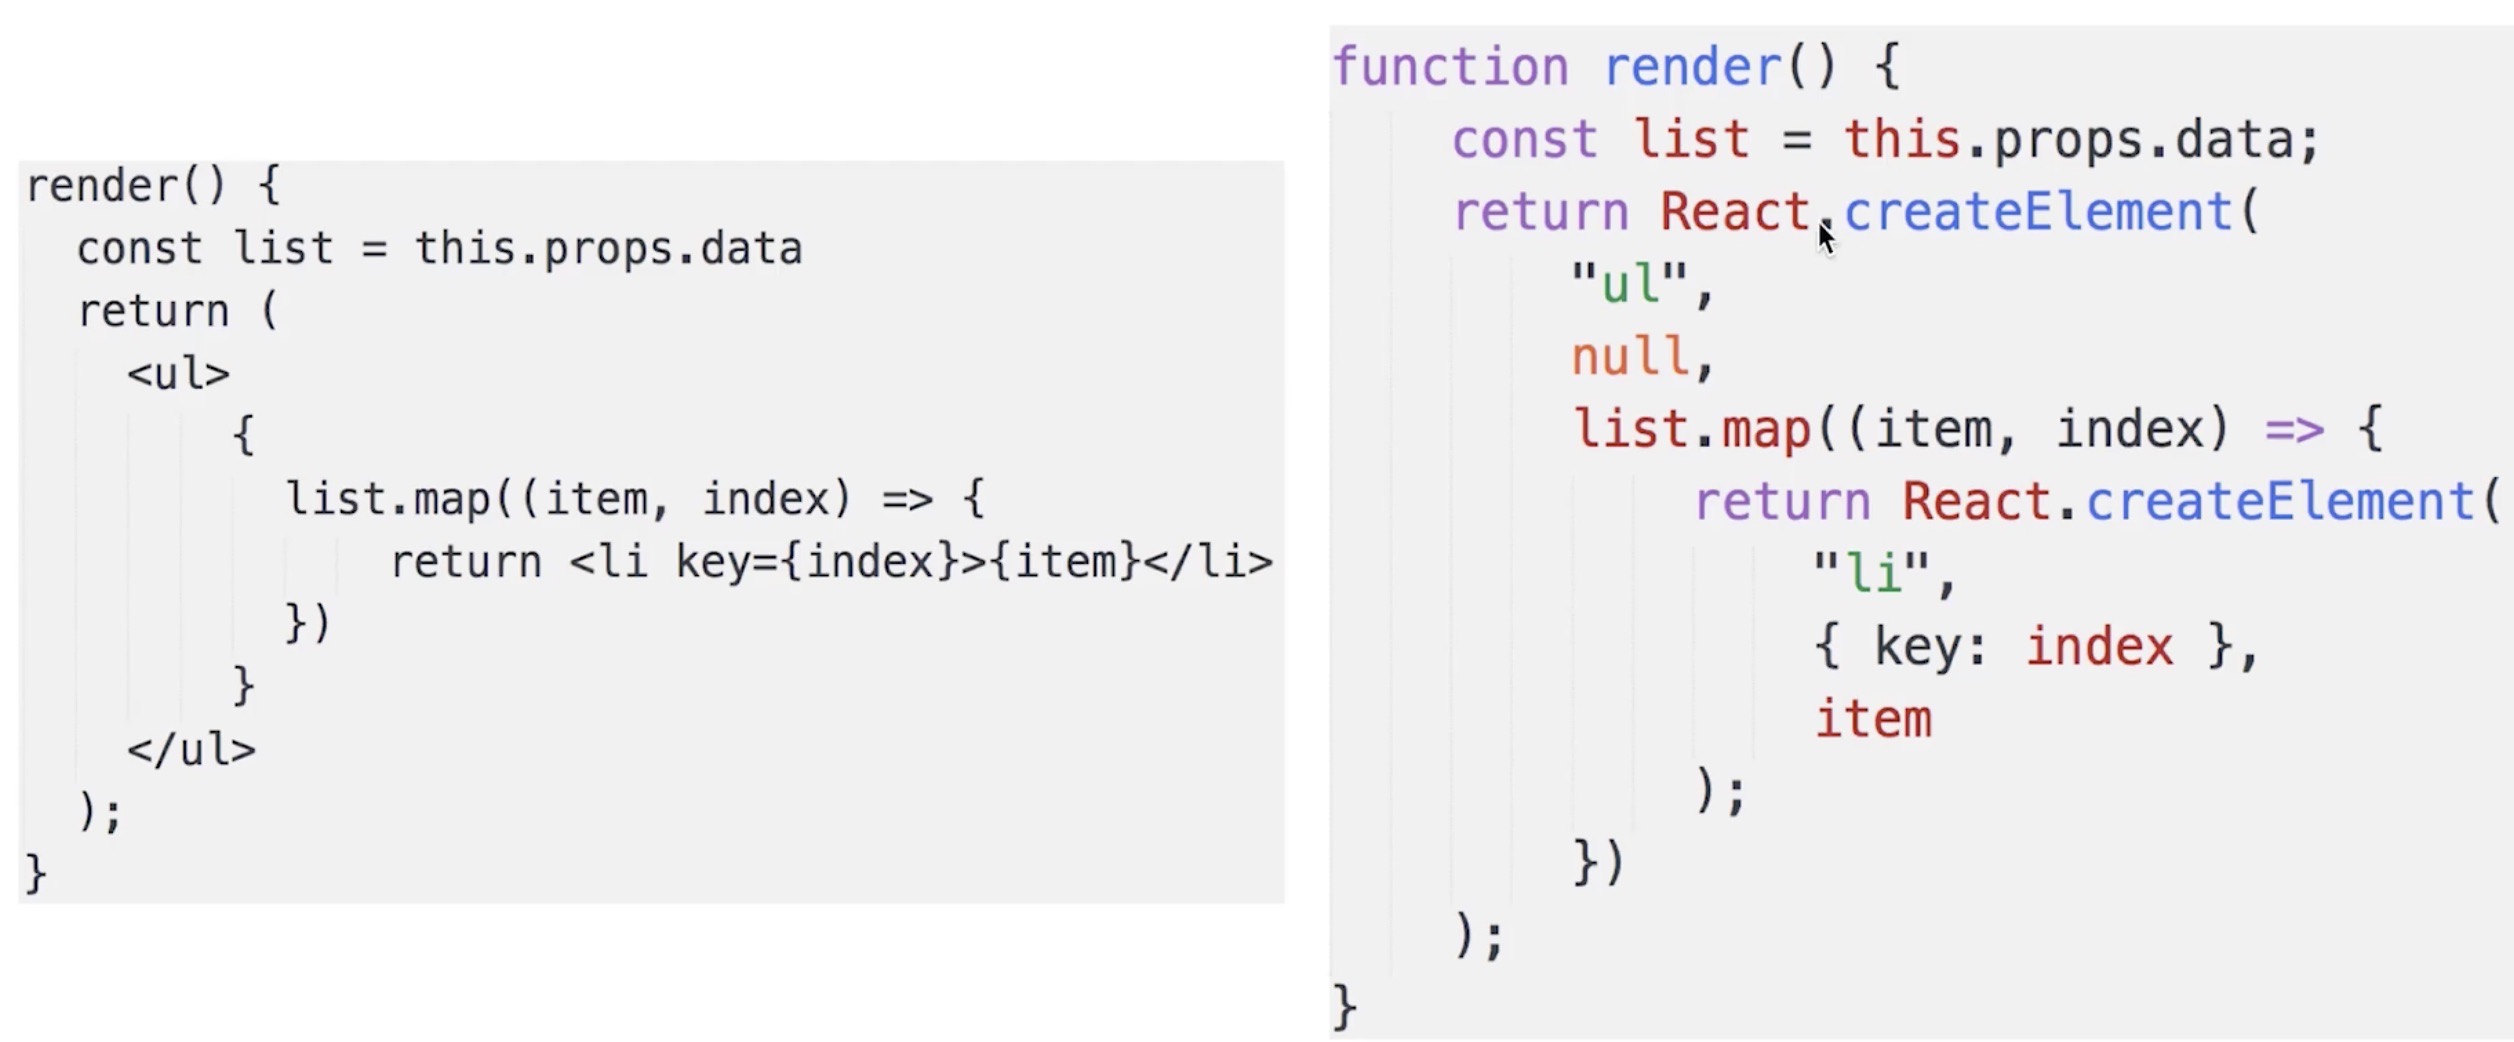 render() {
  const list = this.props.data
  return (
    <ul>
        {
          list.map((item, index) => {
              return <li key={index}>{item}</li>
          })
        }
    </ul>
  );
}
function render() {
    const list = this.props.data;
    return React.createElement(
        "ul",
        null,
        list.map((item, index) => {
            return React.createElement(
                "li",
                { key: index },
                item
            );
        })
    );
}